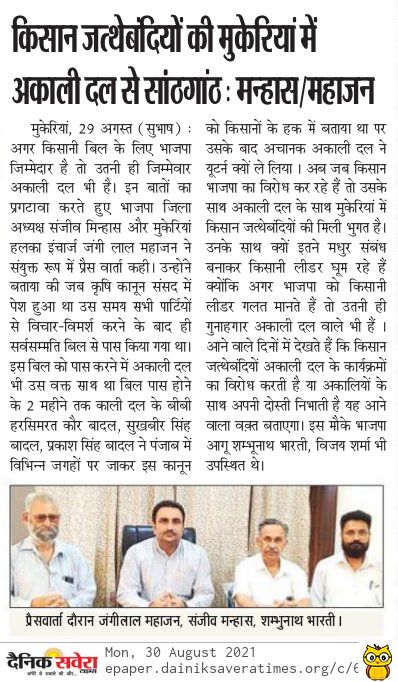 किसान जत्थेबंदियों की मुकेरियां में
अकाली दल से सांठगांठ : मन्हास/महाजन
मुकेरियां, 29 अगस्त (सुभाष) :
अगर किसानी बिल के लिए भाजपा
जिम्मेदार है तो उतनी ही जिम्मेवार
अकाली दल भी है। इन बातों का
प्रगटावा करते हुए भाजपा जिला
अध्यक्ष संजीव मिन्हास और मुकेरियां
हलका इंचार्ज जंगी लाल महाजन ने
संयुक्त रूप में प्रैस वार्ता कही। उन्होंने
बताया की जब कृषि कानून संसद में
पेश हुआ था उस समय सभी पार्टियों
से विचार-विमर्श करने के बाद ही
सर्वसम्मति बिल से पास किया गया था।
इस बिल को पास करने में अकाली दल
भी उस वक्त साथ था बिल पास होने
के 2 महीने तक काली दल के बीबी
हरसिमरत कौर बादल, सुखबीर सिंह
बादल, प्रकाश सिंह बादल ने पंजाब में
विभिन्न जगहों पर जाकर इस कानून
को किसानों के हक में बताया था पर
उसके बाद अचानक अकाली दल ने
यूटर्न क्यों ले लिया । अब जब किसान
भाजपा का विरोध कर रहे हैं तो उसके
साथ अकाली दल के साथ मुकेरियां में
किसान जत्थेबंदियों की मिली भुगत है।
उनके साथ क्यों इतने मधुर संबंध
बनाकर किसानी लीडर घूम रहे हैं
क्योंकि अगर भाजपा को किसानी
लीडर गलत मानते हैं तो उतनी ही
गुनाहगार अकाली दल वाले भी हैं ।
आने वाले दिनों में देखते हैं कि किसान
जत्थेबंदियों अकाली दल के कार्यक्रमों
का विरोध करती है या अकालियों के
साथ अपनी दोस्ती निभाती है यह आने
वाला वक़्त बताएगा। इस मौके भाजपा
आगू शम्भूनाथ भारती, विजय शर्मा भी
उपस्थित थे।
प्रैसवार्ता दौरान जंगीलाल महाजन, संजीव मन्हास, शम्भुनाथ भारती।
दैनिक सवेरा
टाइम्स
Mon, 30 August 2021
epaper.dainiksaveratimes.org/c/6